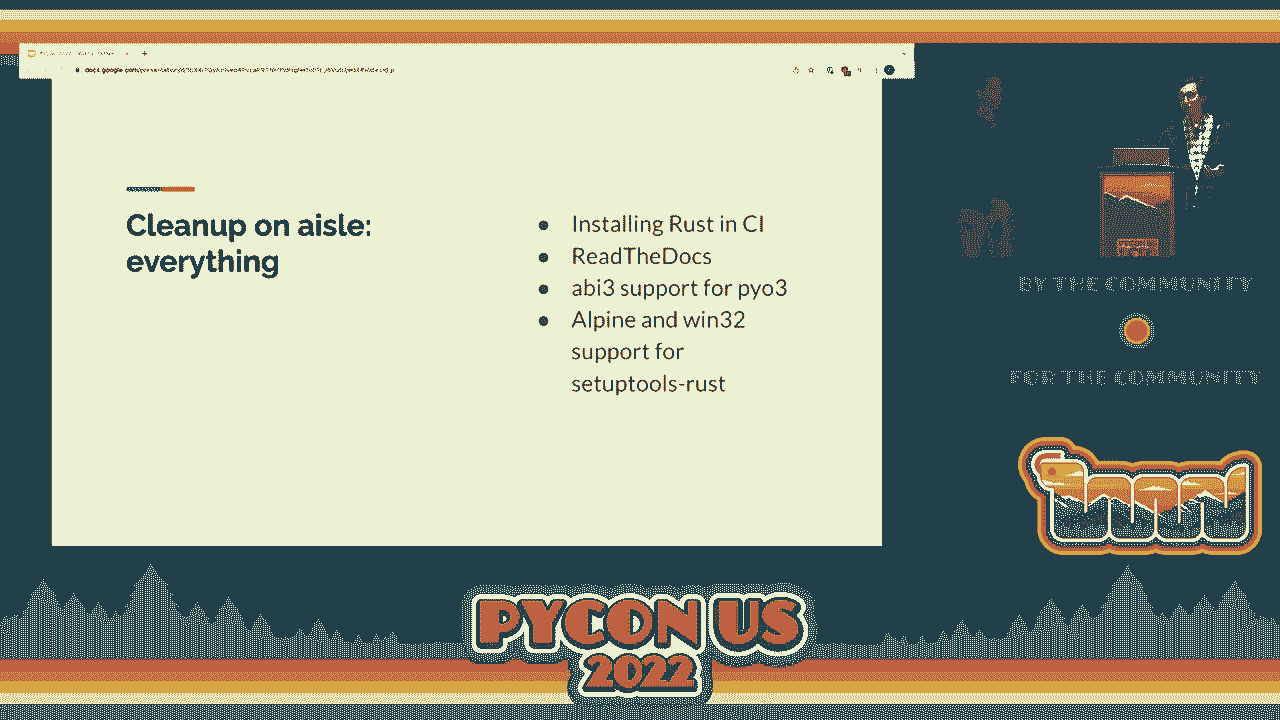 Cleanup on aisle:
everything
Installing Rust in CI
ReadTheDocs
abi3 support for pyo3
Alpine and win32
support for
setuptools-rust
BY THE COMMUNITY
FOR THE COMMUNITY
PYCON US
2022